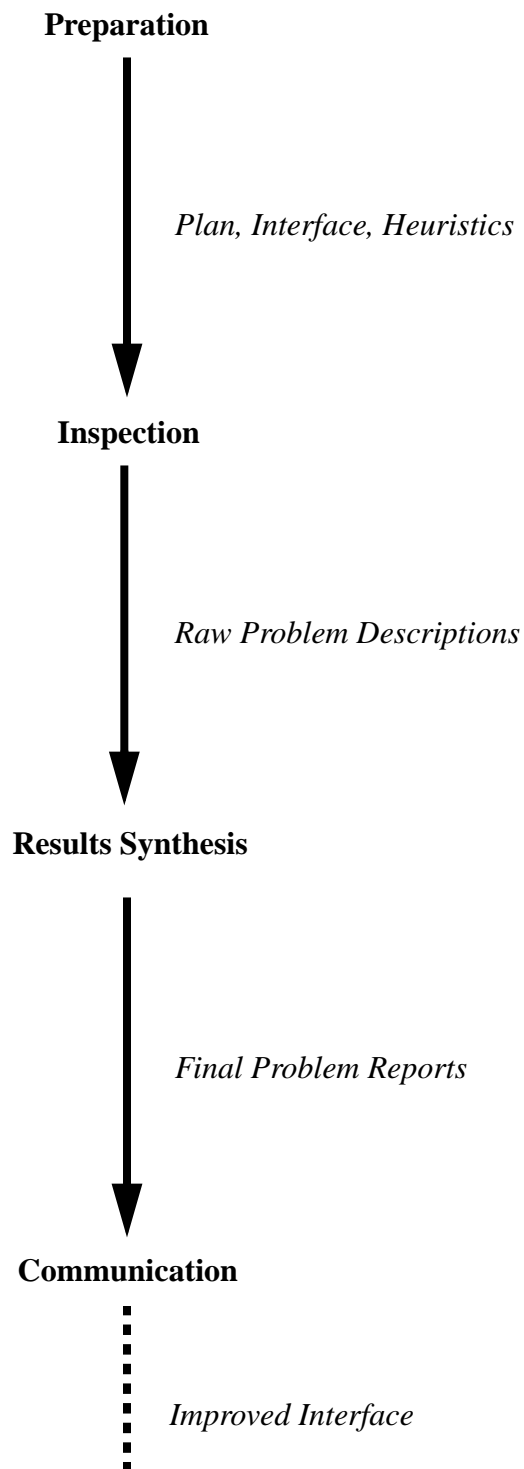 Preparation
Plan, Interface, Heuristics
Inspection
Raw Problem Descriptions
Results Synthesis
Final Problem Reports
Communication
Improved Interface